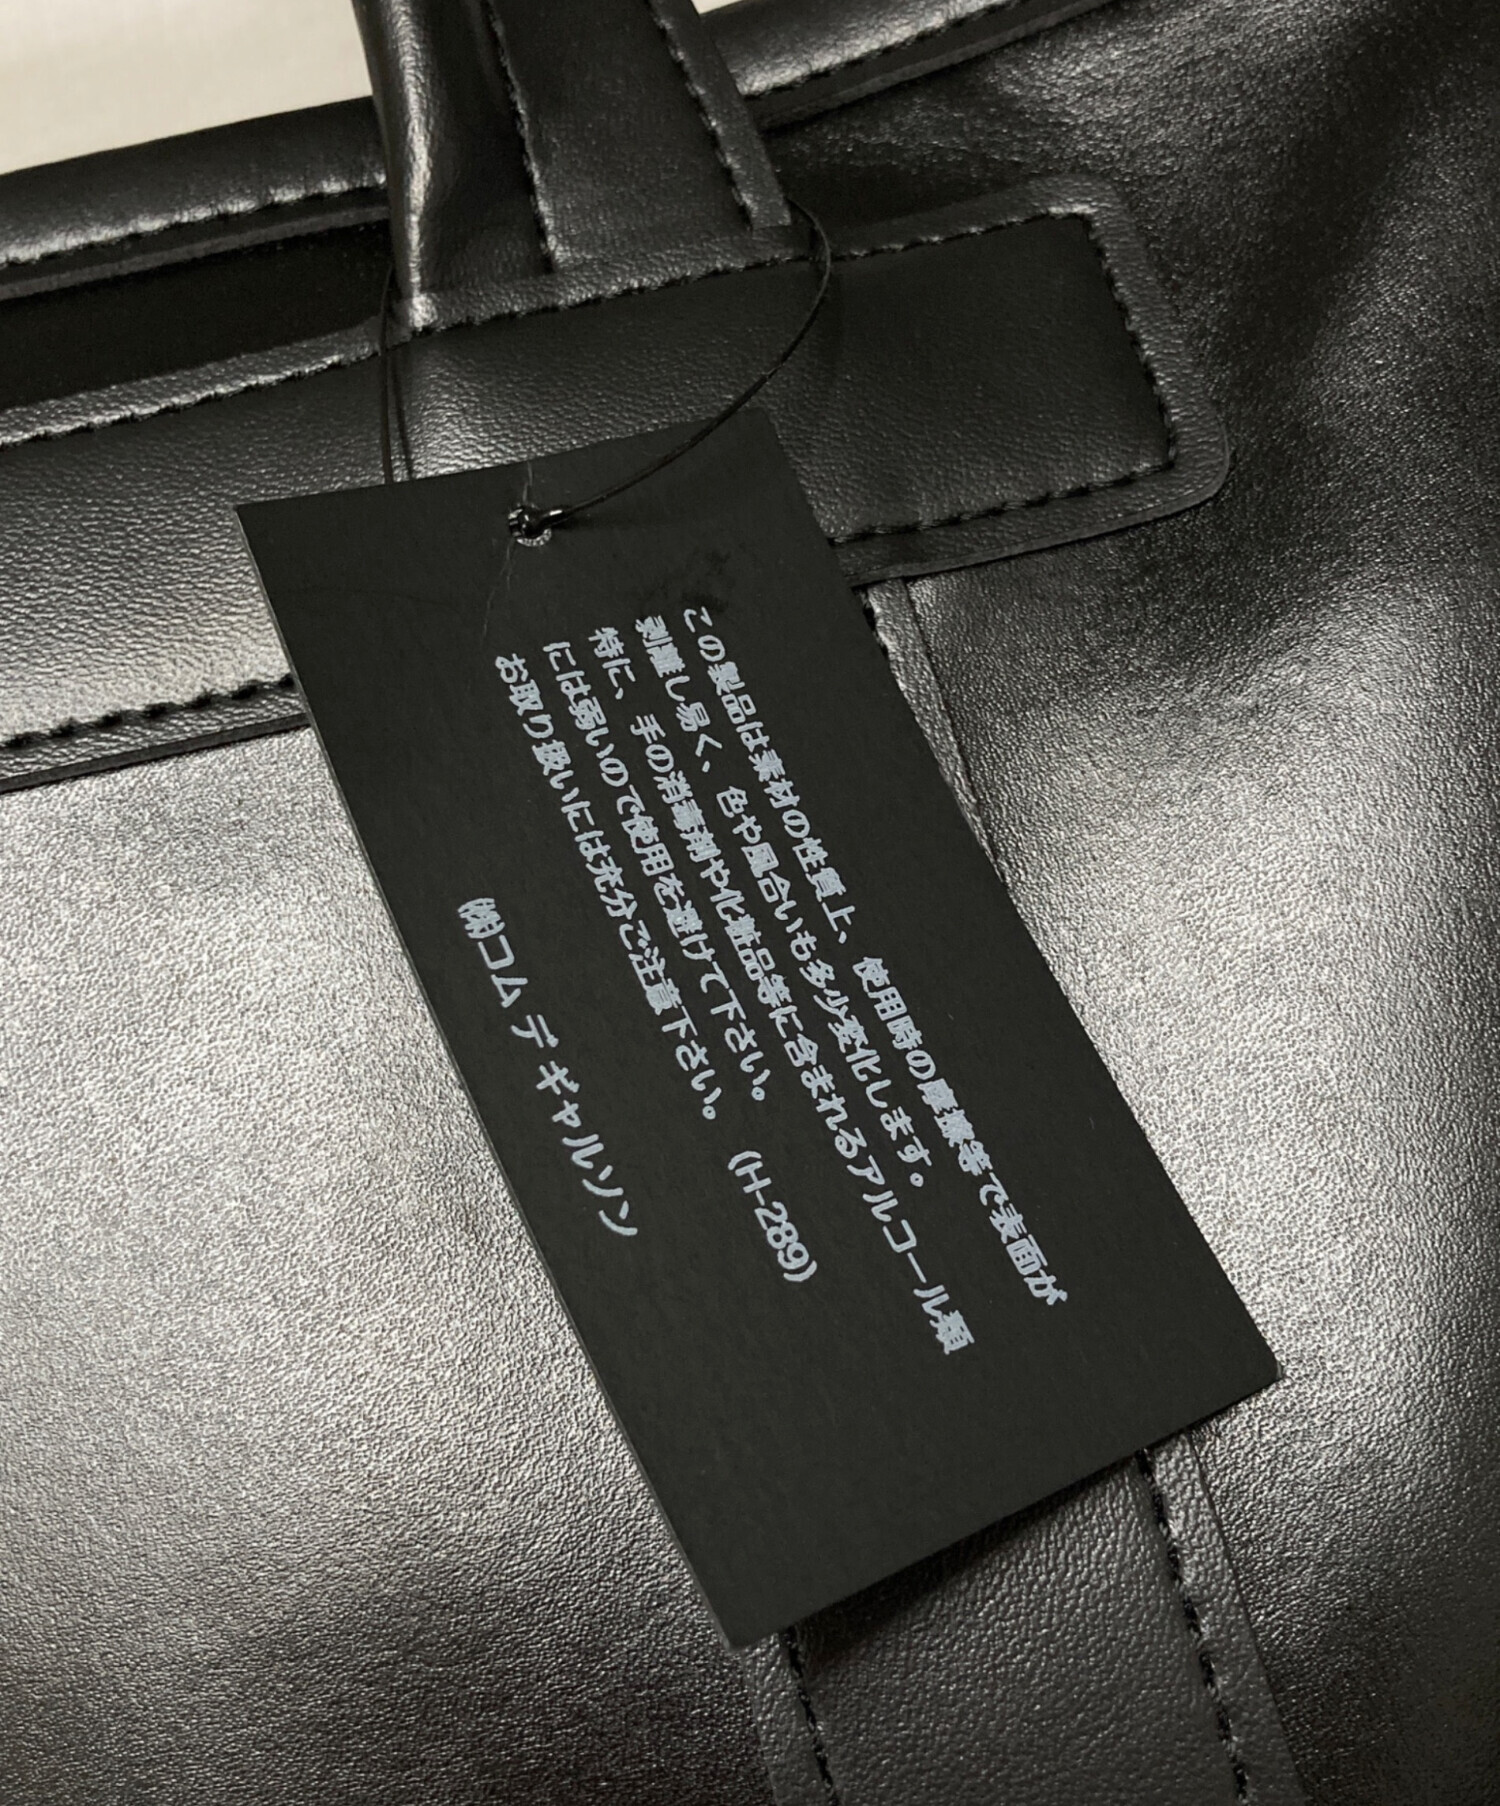 この製品は素材の性質上、使用時の摩擦等で表面が
剥離し易く、色や風合いも多少変化します。
特に、手の消毒剤や化粧品等に含まれるアルコール類
には弱いので使用を避けて下さい。
お取り扱いには充分ご注意下さい。 (H-289)
㈱コム デ ギャルソン